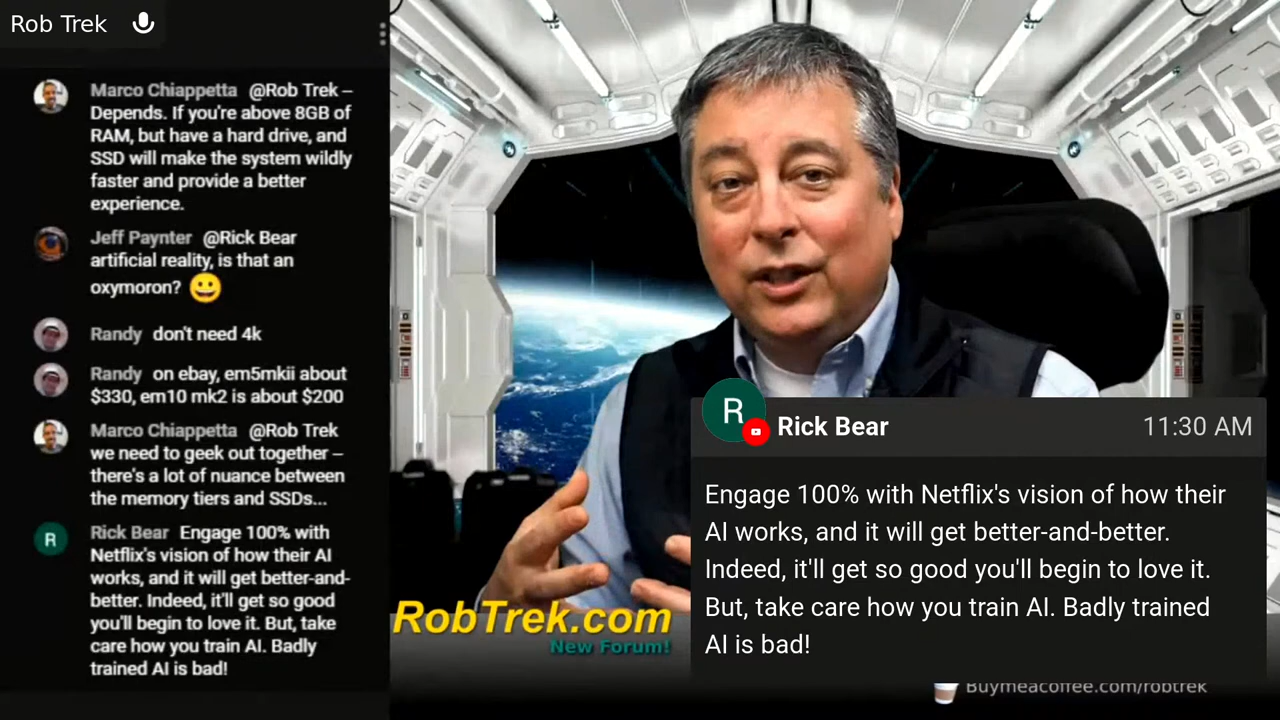 Rob Trek
Marco Chiappetta @Rob Trek –
Depends. If you're above 8GB of
RAM, but have a hard drive, and
SSD will make the system wildly
faster and provide a better
experience.
Jeff Paynter @Rick Bear
artificial reality, is that an
oxymoron? 😀
Randy don't need 4k
Randy on ebay, em5mkii about
$330, em10 mk2 is about $200
Marco Chiappetta @Rob Trek
we need to geek out together –
there's a lot of nuance between
the memory tiers and SSDs...
R
Rick Bear Engage 100% with
Netflix's vision of how their AI
works, and it will get better-and-
better. Indeed, it'll get so good
you'll begin to love it. But, take
care how you train AI. Badly
trained AI is bad!
RobTrek.com
New Forum!
R
Rick Bear
11:30 AM
Engage 100% with Netflix's vision of how their
AI works, and it will get better-and-better.
Indeed, it'll get so good you'll begin to love it.
But, take care how you train AI. Badly trained
AI is bad!
Buymeacoffee.com/robtrek